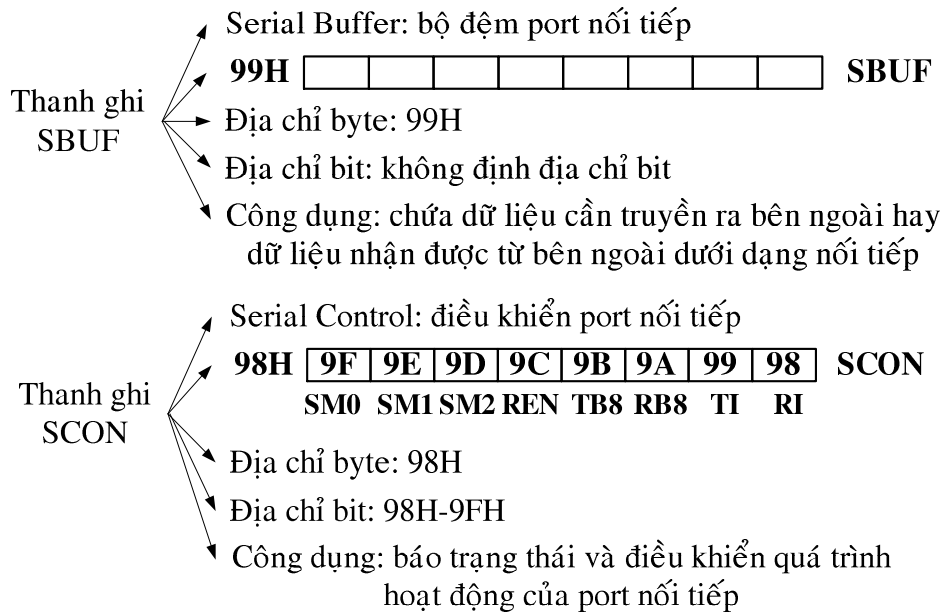 Serial Buffer: bộ đệm port nối tiếp
99H SBUF
Thanh ghi
SBUF
Địa chỉ byte: 99H
Địa chỉ bit: không định địa chỉ bit
Công dụng: chứa dữ liệu cần truyền ra bên ngoài hay
dữ liệu nhận được từ bên ngoài dưới dạng nối tiếp
Serial Control: điều khiển port nối tiếp
98H 9F 9E 9D 9C 9B 9A 99 98 SCON
SM0 SM1 SM2 REN TB8 RB8 TI RI
Thanh ghi
SCON
Địa chỉ byte: 98H
Địa chỉ bit: 98H-9FH
Công dụng: báo trạng thái và điều khiển quá trình
hoạt động của port nối tiếp